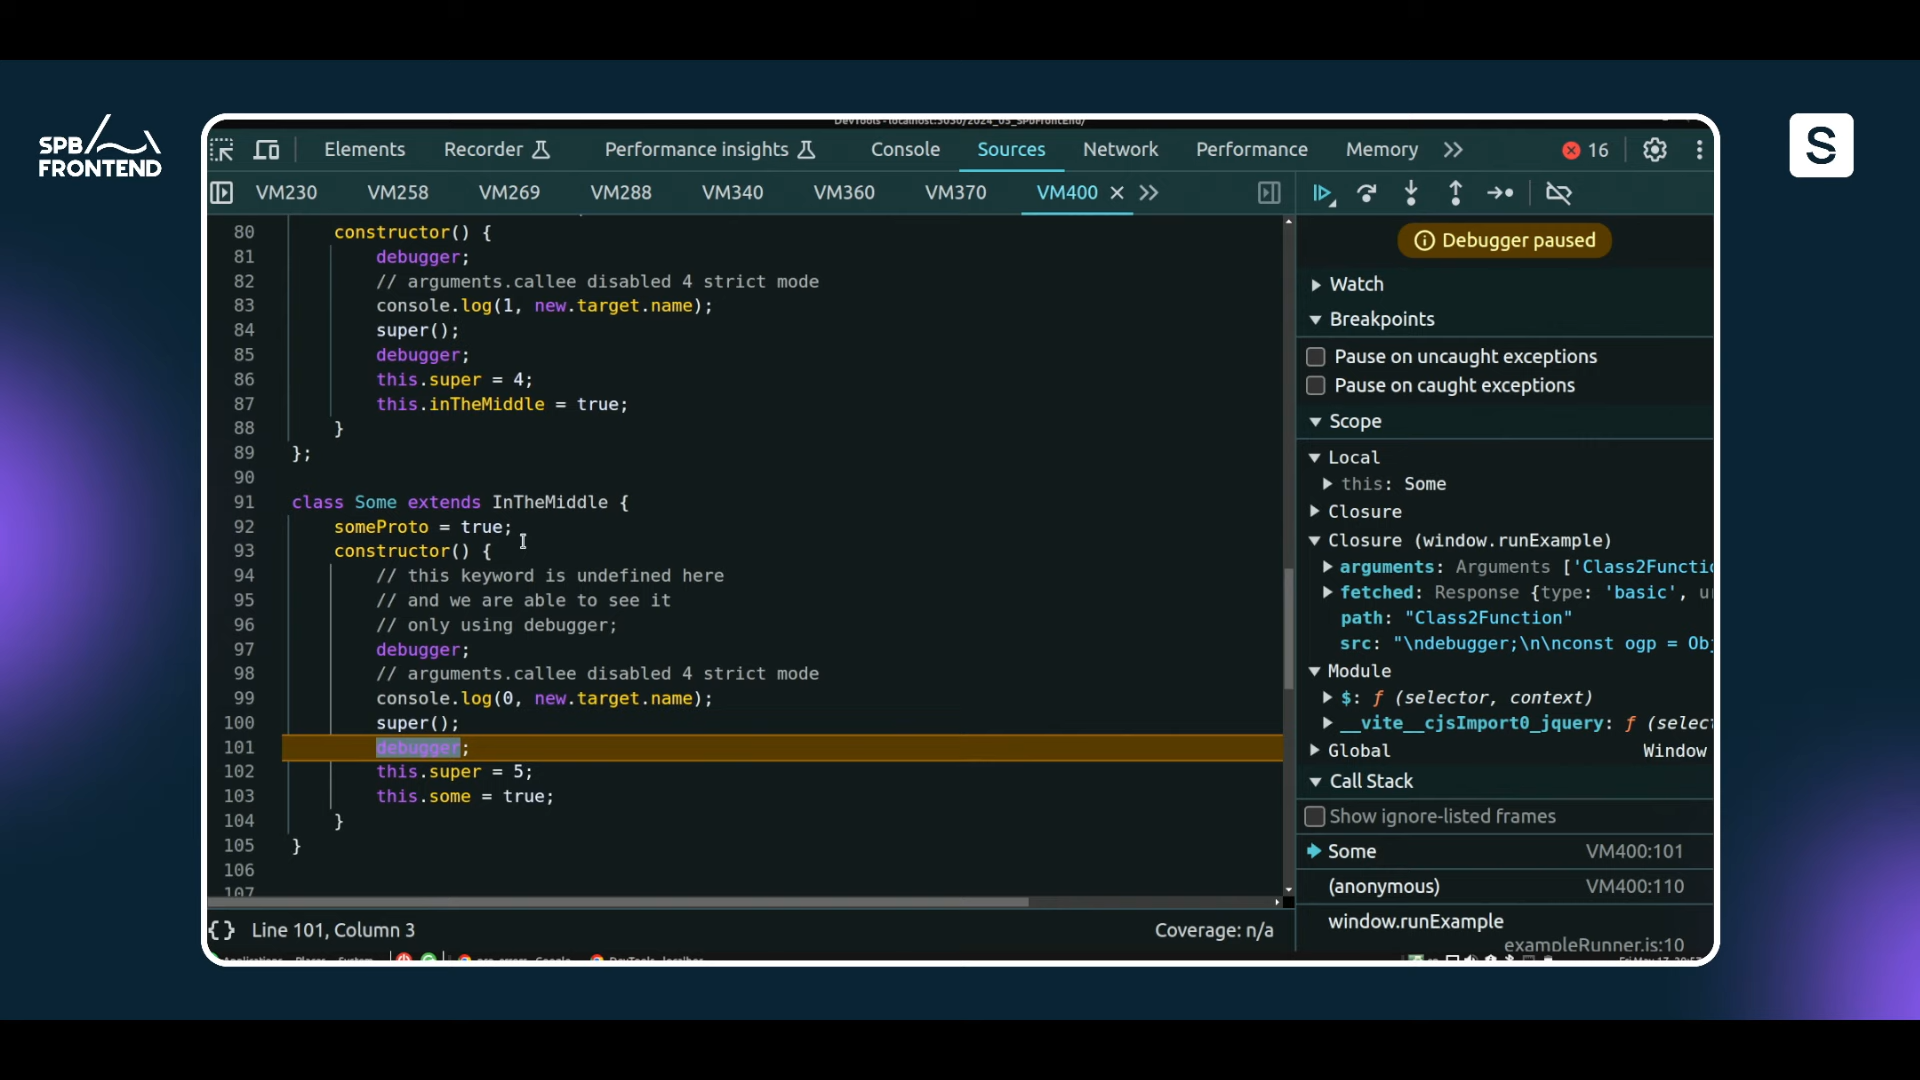 SPB
FRONTEND
S
DevTools - localhost:3030/2024_05_SPBFrontEnd/
Elements Recorder Performance insights Console Sources Network Performance Memory 16
VM230 VM258 VM269 VM288 VM340 VM360 VM370 VM400
80 constructor() {
81 debugger;
82 // arguments.callee disabled 4 strict mode
83 console.log(1, new.target.name);
84 super();
85 debugger;
86 this.super = 4;
87 this.inTheMiddle = true;
88 }
89 };
90
91 class Some extends InTheMiddle {
92 someProto = true;
93 constructor() {
94 // this keyword is undefined here
95 // and we are able to see it
96 // only using debugger;
97 debugger;
98 // arguments.callee disabled 4 strict mode
99 console.log(0, new.target.name);
100 super();
101 debugger;
102 this.super = 5;
103 this.some = true;
104 }
105 }
106
107
{} Line 101, Column 3 Coverage: n/a
Debugger paused
Watch
Breakpoints
Pause on uncaught exceptions
Pause on caught exceptions
Scope
Local
this: Some
Closure
Closure (window.runExample)
arguments: Arguments ['Class2Functio
fetched: Response {type: 'basic', u
path: "Class2Function"
src: "\ndebugger;\n\nconst ogp = Ob
Module
$: ƒ (selector, context)
__vite__cjsImport0_jquery: ƒ (selec
Global Window
Call Stack
Show ignore-listed frames
Some VM400:101
(anonymous) VM400:110
window.runExample
exampleRunner.js:10